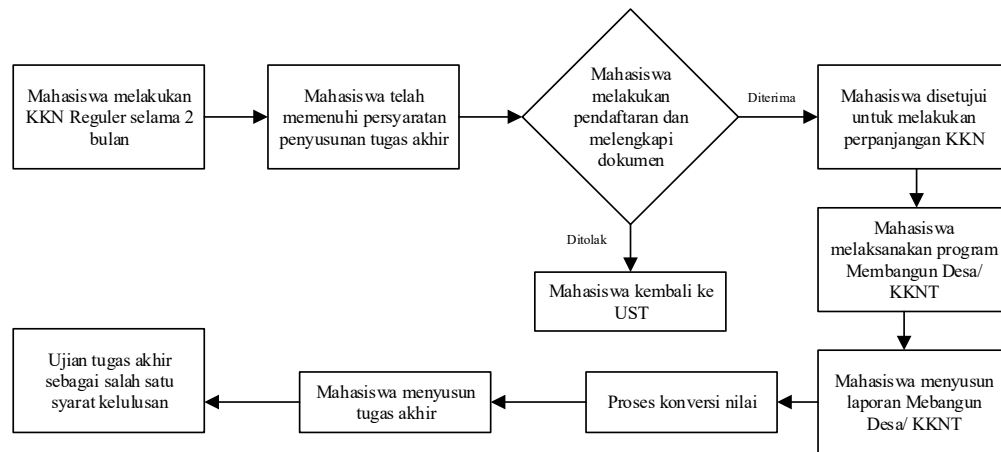 Mahasiswa melakukan
KKN Reguler selama 2
bulan
Mahasiswa telah
memenuhi persyaratan
penyusunan tugas akhir
Mahasiswa
melakukan
pendaftaran dan
melengkapi
dokumen
Diterima
Mahasiswa disetujui
untuk melakukan
perpanjangan KKN
Ditolak
Mahasiswa kembali ke
UST
Mahasiswa
melaksanakan program
Membangun Desa/
KKNT
Mahasiswa menyusun
laporan Mebangun
Desa/ KKNT
Proses konversi nilai
Mahasiswa menyusun
tugas akhir
Ujian tugas akhir
sebagai salah satu
syarat kelulusan